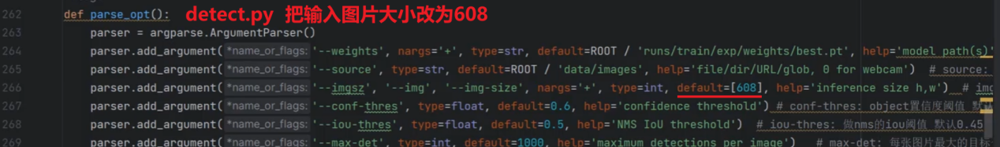 262 def parse_opt(): detect.py 把输入图片大小改为608
263 parser = argparse.ArgumentParser()
264 parser.add_argument(*name_or_flags: '--weights', nargs='+', type=str, default=ROOT / 'runs/train/exp/weights/best.pt', help='model path(s)'
265 parser.add_argument(*name_or_flags: '--source', type=str, default=ROOT / 'data/images', help='file/dir/URL/glob, 0 for webcam') # source:
266 parser.add_argument(*name_or_flags: '--imgsz', '--img', '--img-size', nargs='+', type=int, default=[608], help='inference size h,w') # img
267 parser.add_argument(*name_or_flags: '--conf-thres', type=float, default=0.6, help='confidence threshold') # conf-thres: object置信度阈值 默认
268 parser.add_argument(*name_or_flags: '--iou-thres', type=float, default=0.5, help='NMS IoU threshold') # iou-thres: 做nms的iou阈值 默认0.45
269 parser.add_argument(*name_or_flags: '--max-det', type=int, default=1000, help='maximum detections per image') # max-det: 每张图片最大的目标